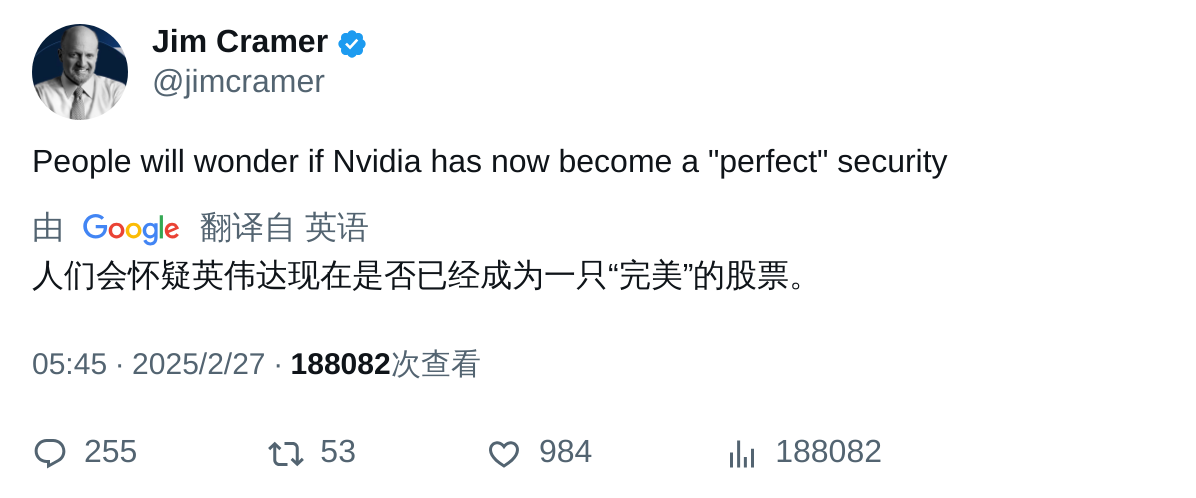 Jim Cramer
@jimcramer
People will wonder if Nvidia has now become a "perfect" security
由 Google 翻译自 英语
人们会怀疑英伟达现在是否已经成为一只“完美”的股票。
05:45 · 2025/2/27 · 188082次查看
255 53 984 188082